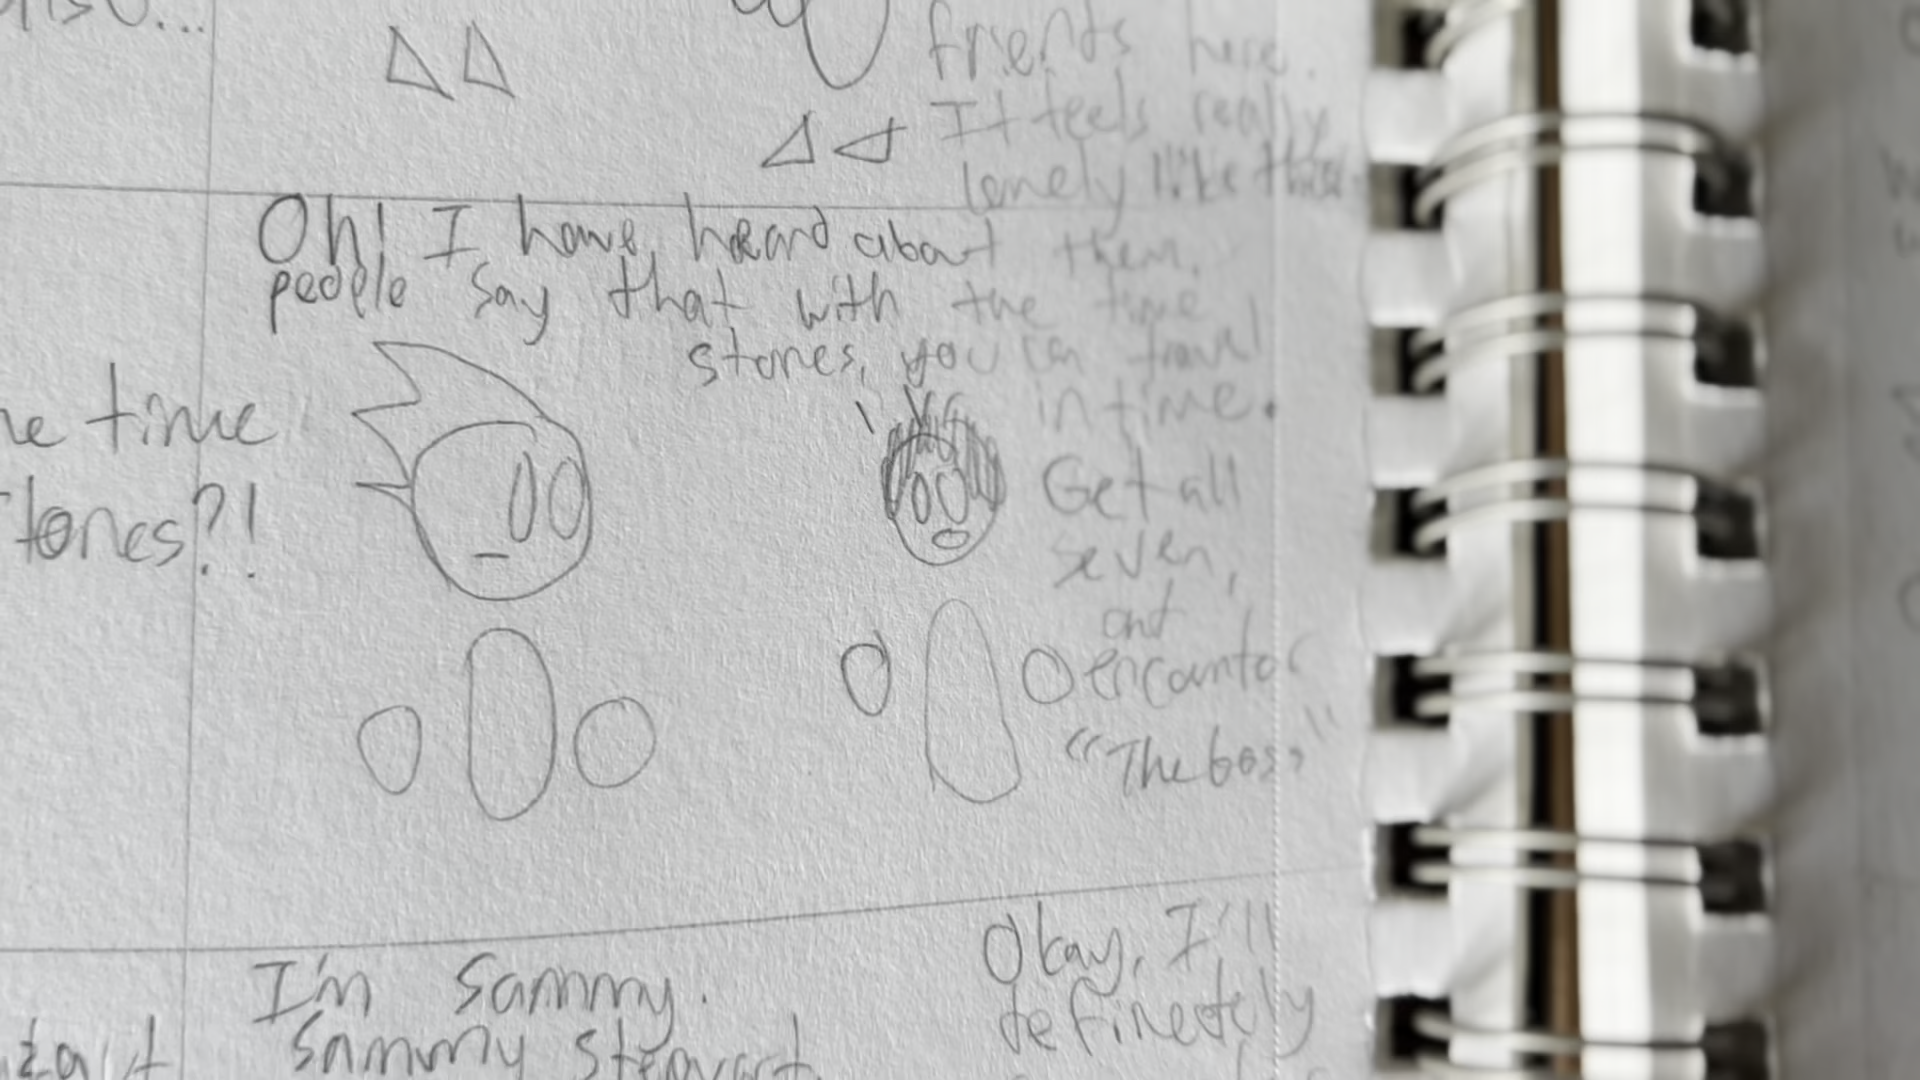 friends here.
It feels really
lonely like this.
Oh! I have heard about them.
people say that with the time
stones, you can travel
in time.
Get all
seven,
and
encounter
"The boss"
time
tones?!
I'm Sammy.
Sammy Stewart
Okay, I'll
definetely